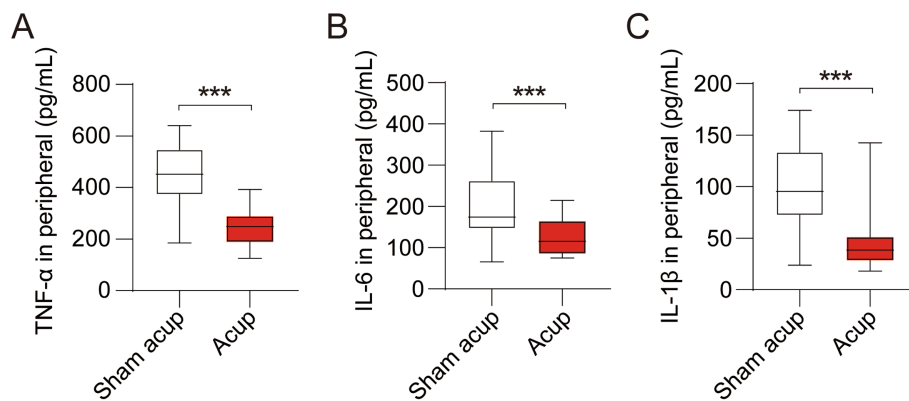 A
TNF-α in peripheral (pg/mL)
800
600
400
200
0
***
Sham acup
Acup
B
IL-6 in peripheral (pg/mL)
500
400
300
200
100
0
***
Sham acup
Acup
C
IL-1β in peripheral (pg/mL)
200
150
100
50
0
***
Sham acup
Acup